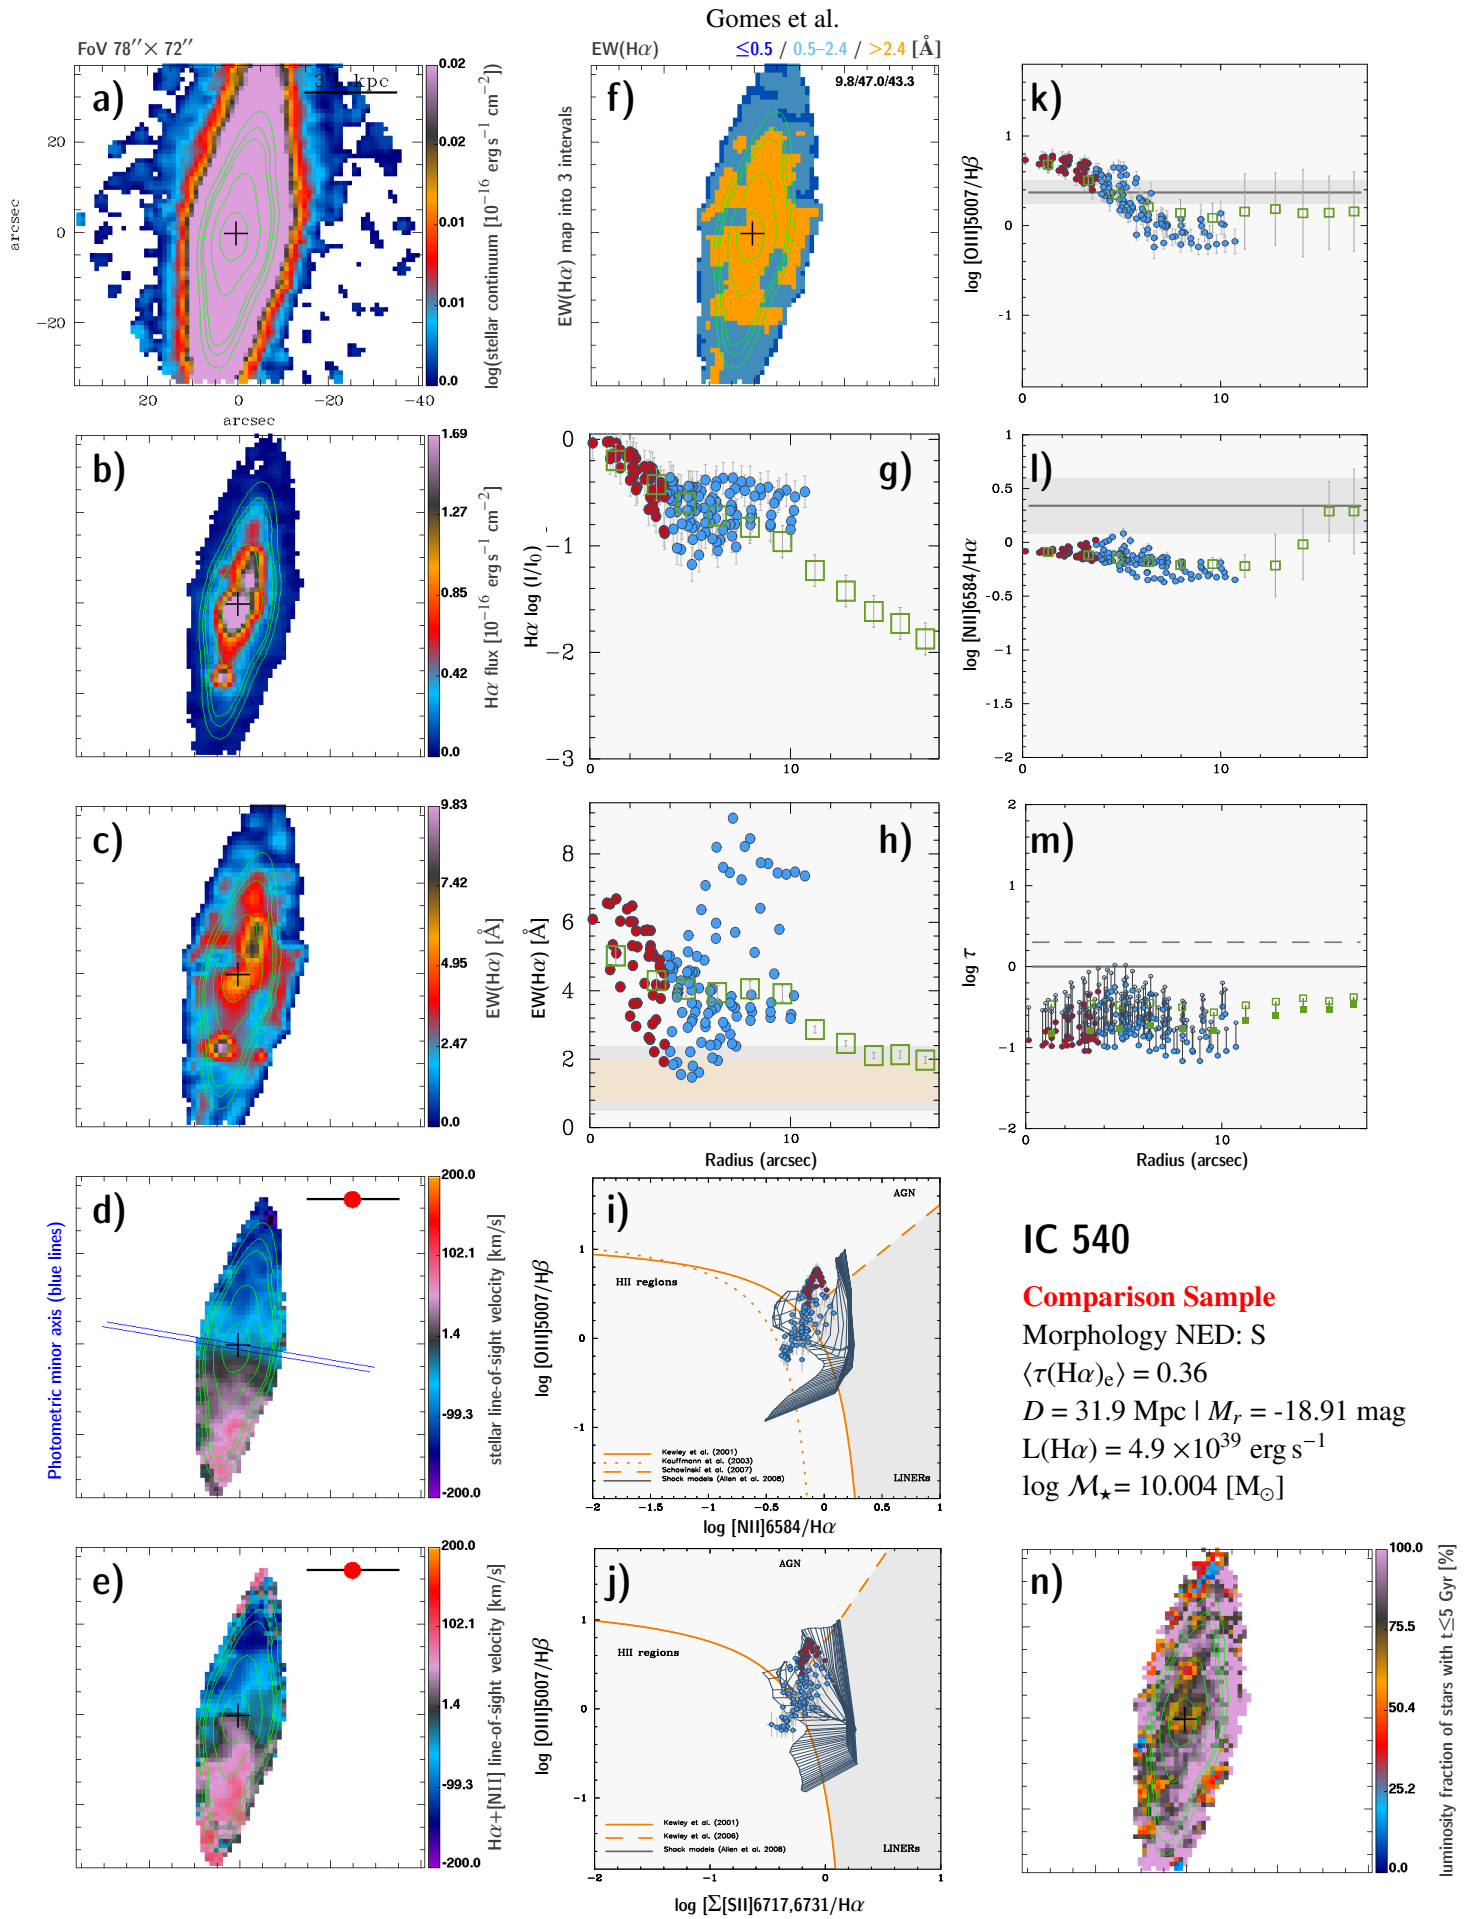 Gomes et al.
FoV 78′′× 72′′
EW(Hα) ≤0.5 / 0.5−2.4 / >2.4 [Å]
a)
kpc
arcsec
20
0
−20
20 0 −20 −40
arcsec
0.02
0.02
0.01
0.01
0.0
log(stellar continuum [10−16 erg s−1 cm−2])
f)
9.8/47.0/43.3
EW(Hα) map into 3 intervals
k)
log [OIII]5007/Hβ
1
0
-1
0 10
b)
1.69
1.27
0.85
0.42
0.0
Hα flux [10−16 erg s−1 cm−2]
g)
Hα log (I/I0)
0
−1
−2
−3
0 10
l)
log [NII]6584/Hα
1
0.5
0
-0.5
-1
-1.5
-2
0 10
c)
9.83
7.42
4.95
2.47
0.0
EW(Hα) [Å]
h)
EW(Hα) [Å]
8
6
4
2
0
0 10
Radius (arcsec)
m)
log τ
2
1
0
-1
-2
0 10
Radius (arcsec)
d)
Photometric minor axis (blue lines)
200.0
102.1
1.4
-99.3
-200.0
stellar line-of-sight velocity [km/s]
i)
AGN
HII regions
LINERs
Kewley et al. (2001)
Kauffmann et al. (2003)
Schawinski et al. (2007)
Shock models (Allen et al. 2008)
log [OIII]5007/Hβ
1
0
-1
−2 −1 −0.5 0 0.5 1
log [NII]6584/Hα
IC 540
Comparison Sample
Morphology NED: S
⟨τ(Hα)e⟩ = 0.36
D = 31.9 Mpc | Mr = -18.91 mag
L(Hα) = 4.9 ×10^39 erg s−1
log M★= 10.004 [M⊙]
e)
200.0
102.1
1.4
-99.3
-200.0
Hα+[NII] line-of-sight velocity [km/s]
j)
AGN
HII regions
LINERs
Kewley et al. (2001)
Kewley et al. (2006)
Shock models (Allen et al. 2008)
log [OIII]5007/Hβ
1
0
-1
-2 -1 0 1
log [Σ[SII]6717,6731/Hα
n)
100.0
75.5
50.4
25.2
0.0
luminosity fraction of stars with t≤5 Gyr [%]